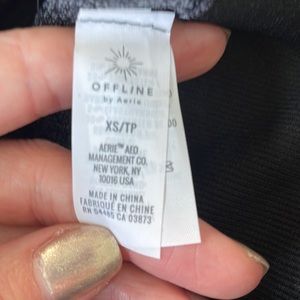 OFFLINE
by Aerie
XS/TP
AERIE™ AEO
MANAGEMENT CO.
NEW YORK, NY
10016 USA
MADE IN CHINA
FABRIQUÉ EN CHINE
RN 54485 CA 03873